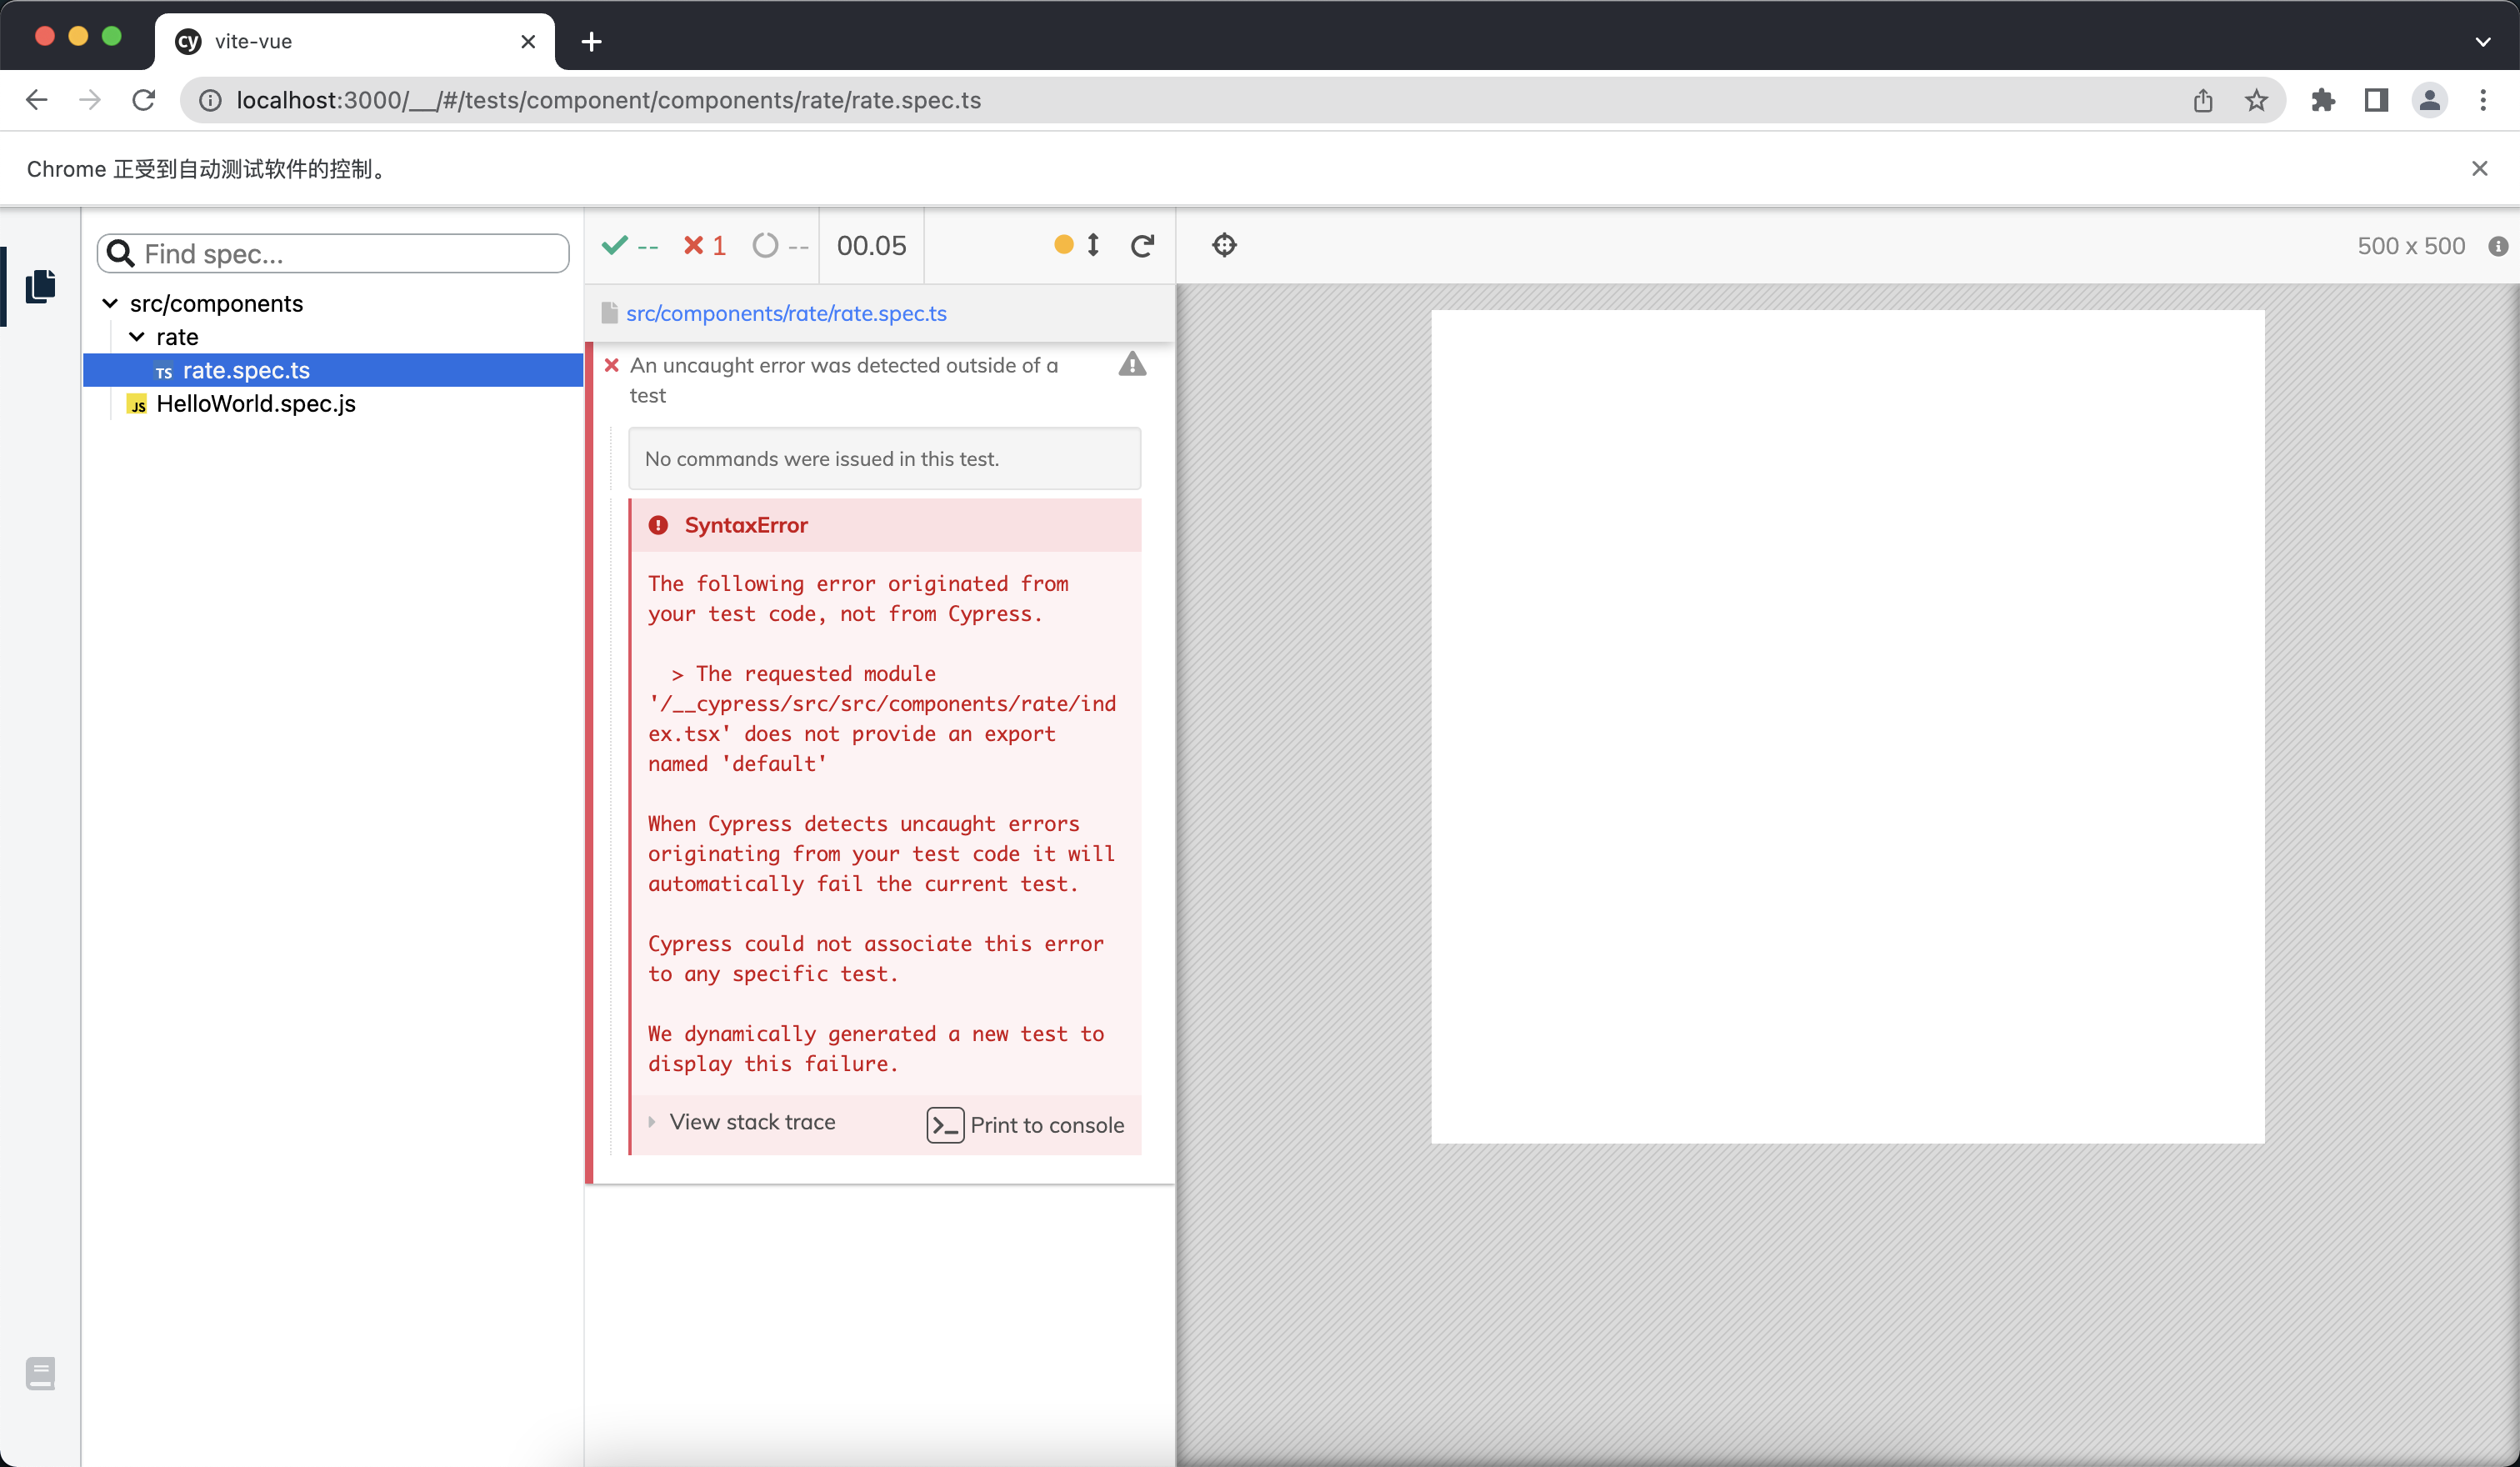 cy vite-vue
localhost:3000/__/#/tests/component/components/rate/rate.spec.ts
Chrome 正受到自动测试软件的控制。
Find spec...
src/components
rate
TS rate.spec.ts
JS HelloWorld.spec.js
-- 1 -- 00.05
500 x 500
src/components/rate/rate.spec.ts
An uncaught error was detected outside of a
test
No commands were issued in this test.
SyntaxError
The following error originated from
your test code, not from Cypress.
> The requested module
'/__cypress/src/src/components/rate/ind
ex.tsx' does not provide an export
named 'default'
When Cypress detects uncaught errors
originating from your test code it will
automatically fail the current test.
Cypress could not associate this error
to any specific test.
We dynamically generated a new test to
display this failure.
View stack trace
Print to console